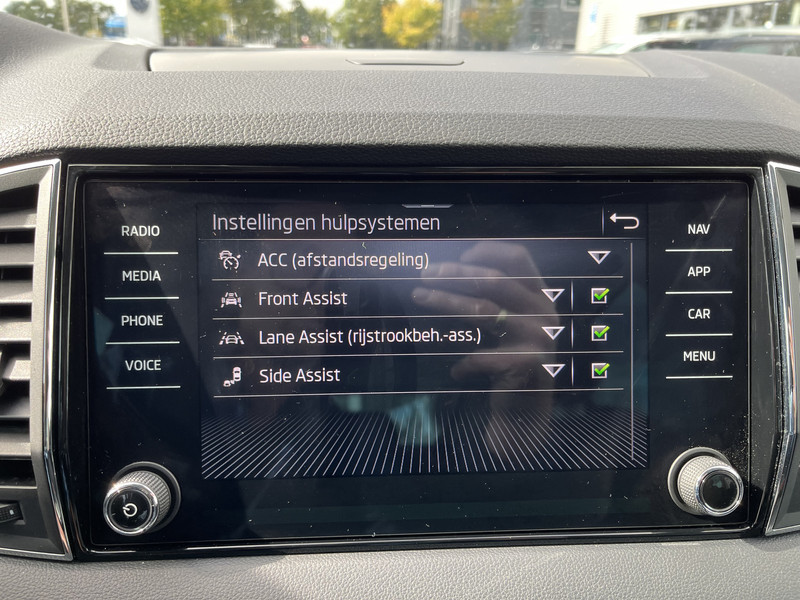 Instellingen hulpsystemen
RADIO
MEDIA
PHONE
VOICE
ACC (afstandsregeling)
Front Assist
Lane Assist (rijstrookbeh.-ass.)
Side Assist
NAV
APP
CAR
MENU